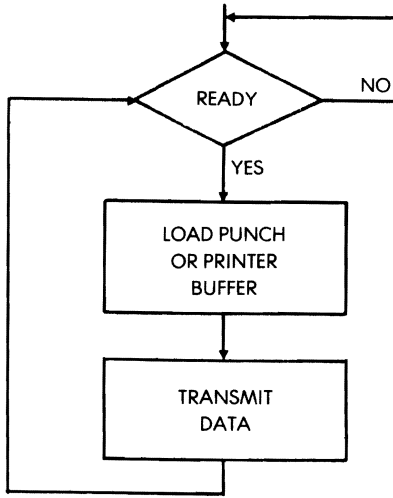 READY
NO
YES
LOAD PUNCH
OR PRINTER
BUFFER
TRANSMIT
DATA